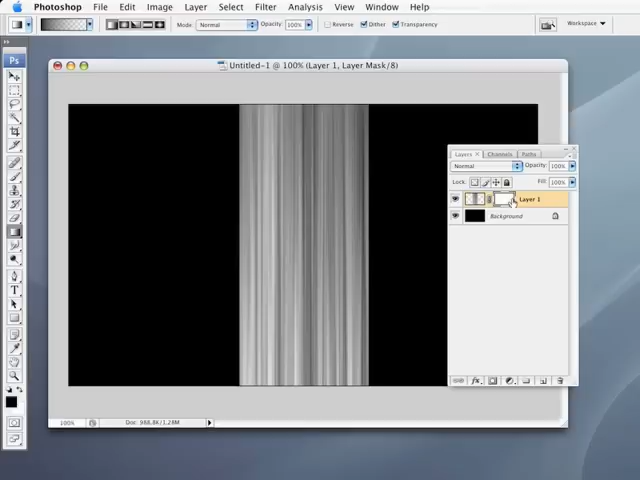 Photoshop File Edit Image Layer Select Filter Analysis View Window Help
Mode: Normal Opacity: 100% Reverse Dither Transparency Workspace
Ps
Untitled-1 @ 100% (Layer 1, Layer Mask/8)
Layers Channels Paths
Normal Opacity: 100%
Lock: Fill: 100%
Layer 1
Background
T
fx
100% Doc: 988.8K/1.28M